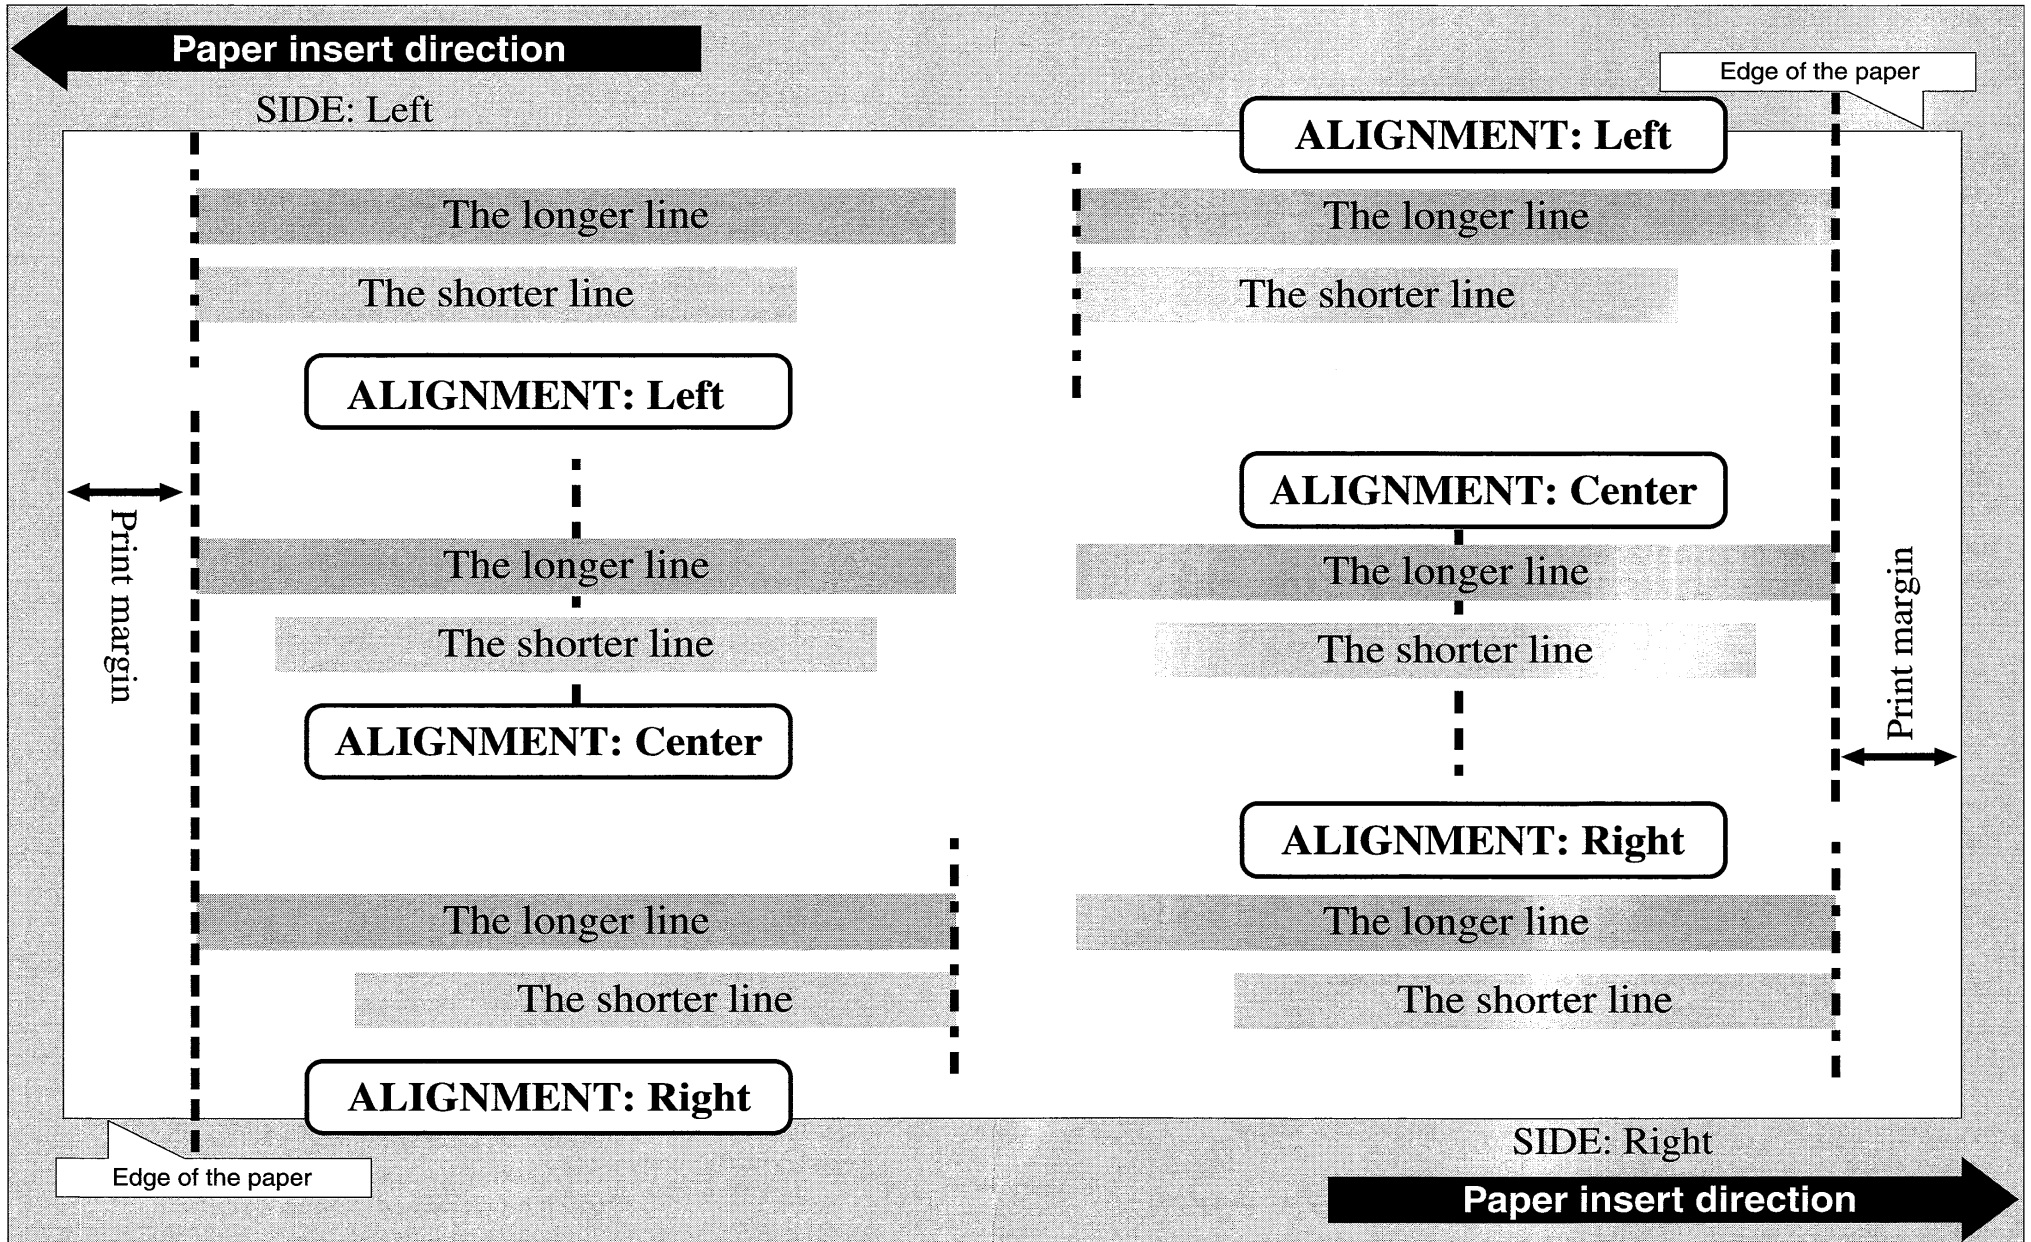 Paper insert direction
SIDE: Left
Edge of the paper
ALIGNMENT: Left
The longer line
The longer line
The shorter line
The shorter line
ALIGNMENT: Left
ALIGNMENT: Center
Print margin
The longer line
The longer line
Print margin
The shorter line
The shorter line
ALIGNMENT: Center
ALIGNMENT: Right
The longer line
The longer line
The shorter line
The shorter line
ALIGNMENT: Right
SIDE: Right
Edge of the paper
Paper insert direction